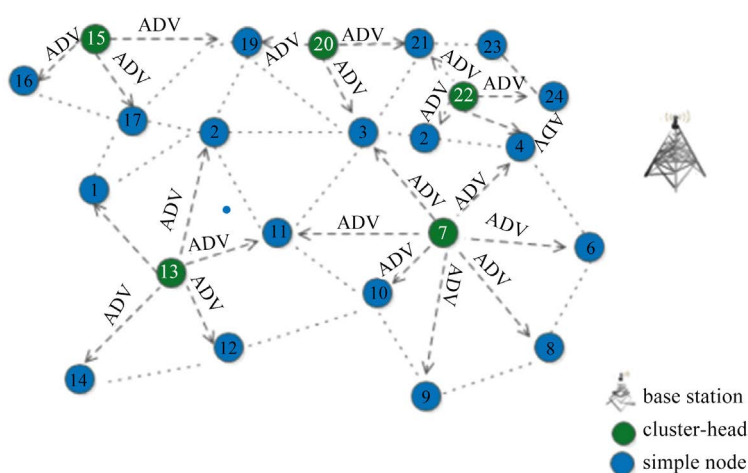 15
ADV
ADV
ADV
16
17
19
ADV
20
ADV
ADV
21
23
ADV
22
ADV
24
ADV
ADV
2
3
2
4
1
ADV
ADV
13
ADV
ADV
11
ADV
7
ADV
ADV
ADV
6
ADV
ADV
ADV
10
12
14
9
8
base station
cluster-head
simple node